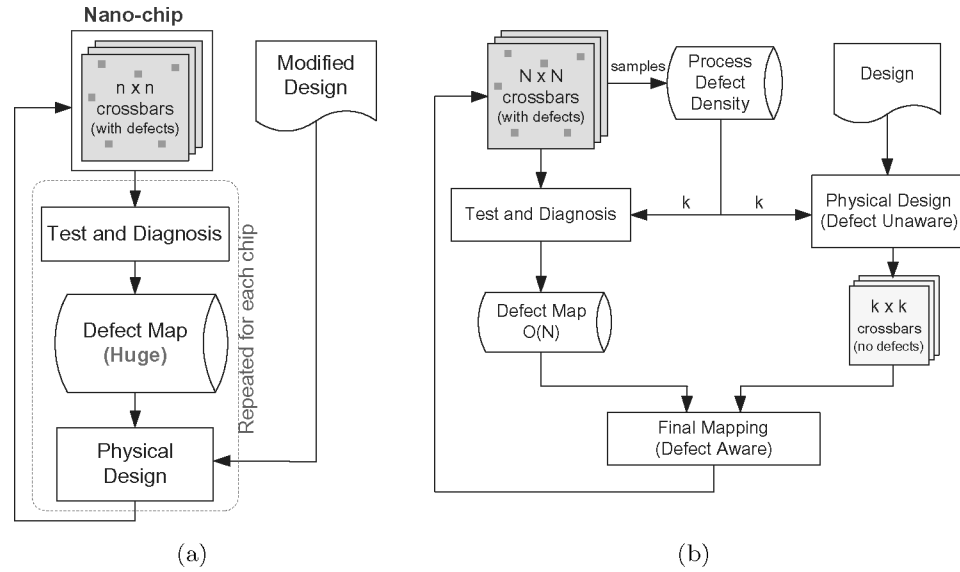 Nano-chip
n x n
crossbars
(with defects)
Modified
Design
Test and Diagnosis
Defect Map
(Huge)
Physical
Design
Repeated for each chip
(a)
N x N
crossbars
(with defects)
samples
Process
Defect
Density
Design
Test and Diagnosis
k
k
Physical Design
(Defect Unaware)
Defect Map
O(N)
k x k
crossbars
(no defects)
Final Mapping
(Defect Aware)
(b)